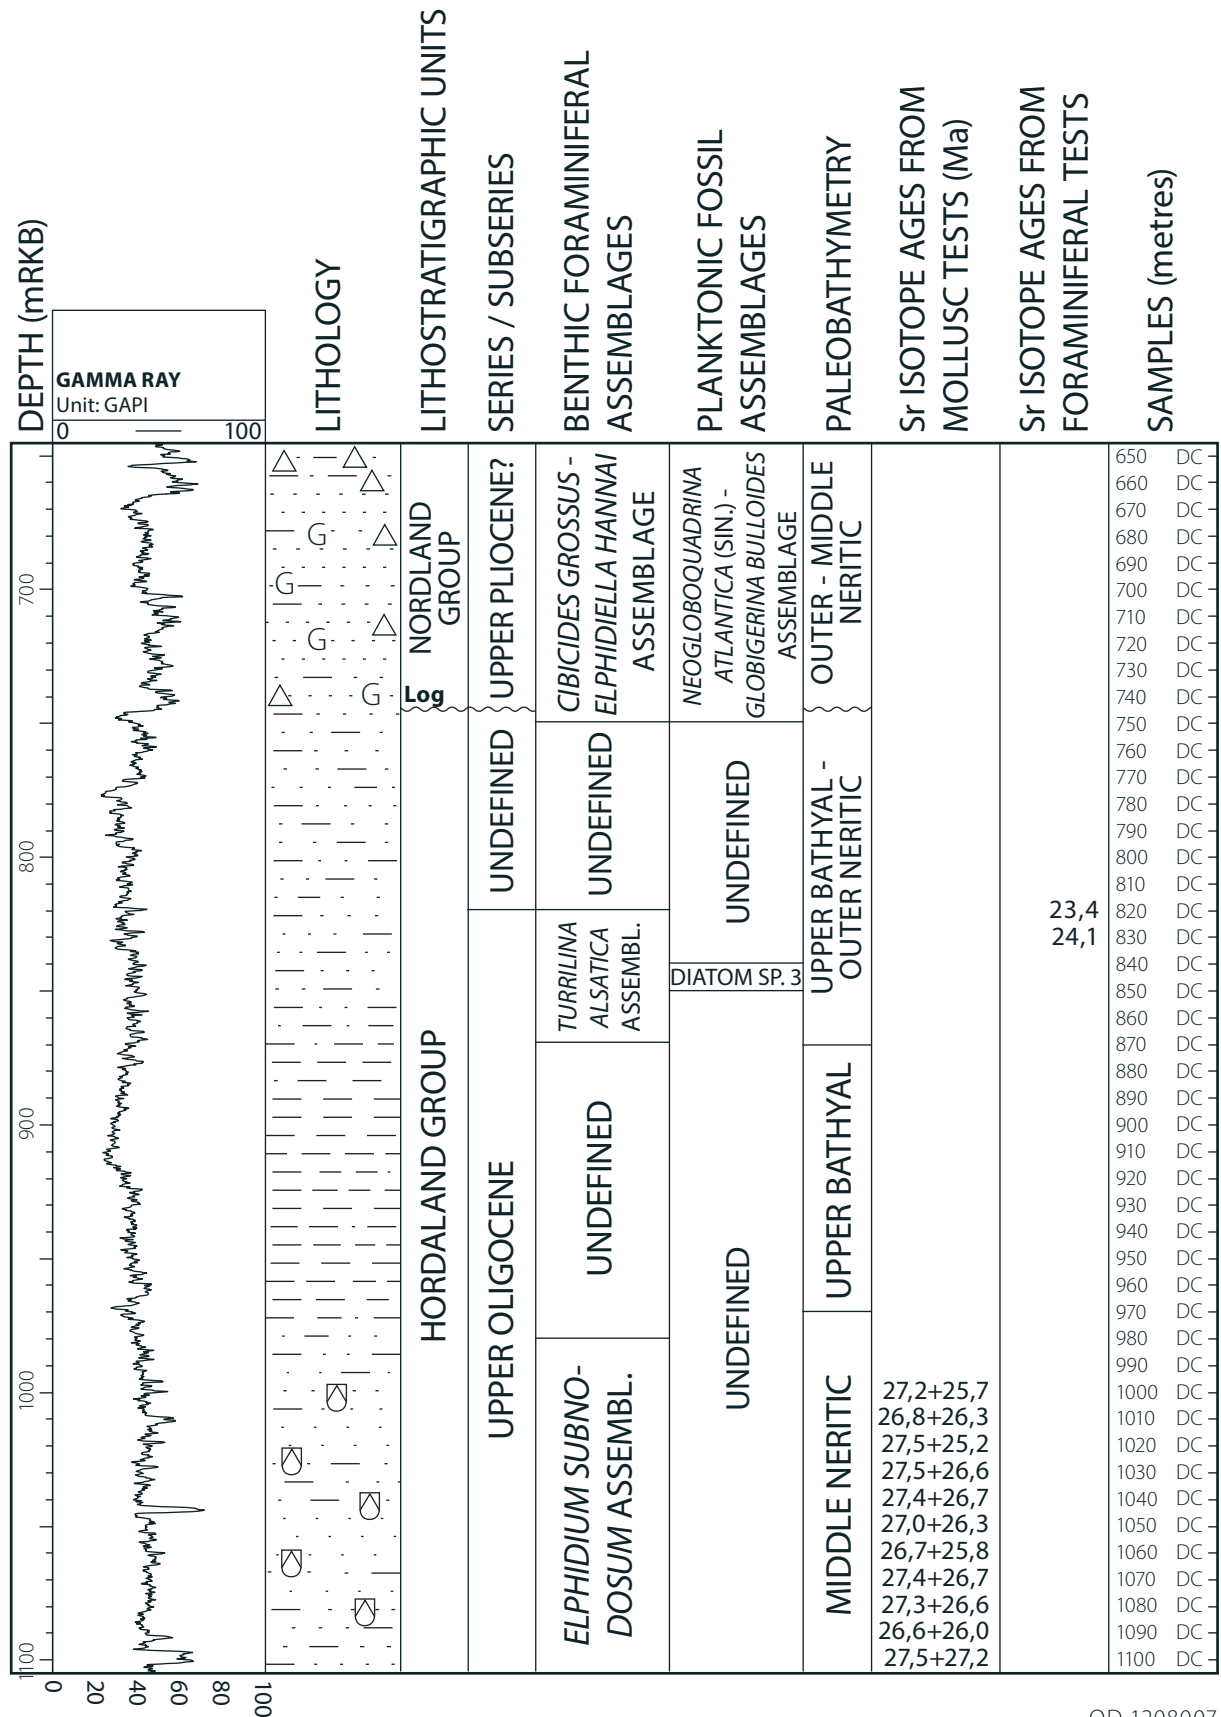 DEPTH (mRKB)
GAMMA RAY
Unit: GAPI
0 100
LITHOLOGY
LITHOSTRATIGRAPHIC UNITS
SERIES / SUBSERIES
BENTHIC FORAMINIFERAL
ASSEMBLAGES
PLANKTONIC FOSSIL
ASSEMBLAGES
PALEOBATHYMETRY
Sr ISOTOPE AGES FROM
MOLLUSC TESTS (Ma)
Sr ISOTOPE AGES FROM
FORAMINIFERAL TESTS
SAMPLES (metres)
700
800
900
1000
1100
G
G
G
G
NORDLAND
GROUP
Log
HORDALAND GROUP
UPPER PLIOCENE?
UNDEFINED
UPPER OLIGOCENE
CIBICIDES GROSSUS -
ELPHIDIELLA HANNAI
ASSEMBLAGE
UNDEFINED
TURRILINA
ALSATICA
ASSEMBL.
UNDEFINED
ELPHIDIUM SUBNO-
DOSUM ASSEMBL.
NEOGLOBOQUADRINA
ATLANTICA (SIN.) -
GLOBIGERINA BULLOIDES
ASSEMBLAGE
UNDEFINED
DIATOM SP. 3
UNDEFINED
OUTER - MIDDLE
NERITIC
UPPER BATHYAL -
OUTER NERITIC
UPPER BATHYAL
MIDDLE NERITIC
27,2+25,7
26,8+26,3
27,5+25,2
27,5+26,6
27,4+26,7
27,0+26,3
26,7+25,8
27,4+26,7
27,3+26,6
26,6+26,0
27,5+27,2
23,4
24,1
650 DC
660 DC
670 DC
680 DC
690 DC
700 DC
710 DC
720 DC
730 DC
740 DC
750 DC
760 DC
770 DC
780 DC
790 DC
800 DC
810 DC
820 DC
830 DC
840 DC
850 DC
860 DC
870 DC
880 DC
890 DC
900 DC
910 DC
920 DC
930 DC
940 DC
950 DC
960 DC
970 DC
980 DC
990 DC
1000 DC
1010 DC
1020 DC
1030 DC
1040 DC
1050 DC
1060 DC
1070 DC
1080 DC
1090 DC
1100 DC
0 20 40 60 80 100